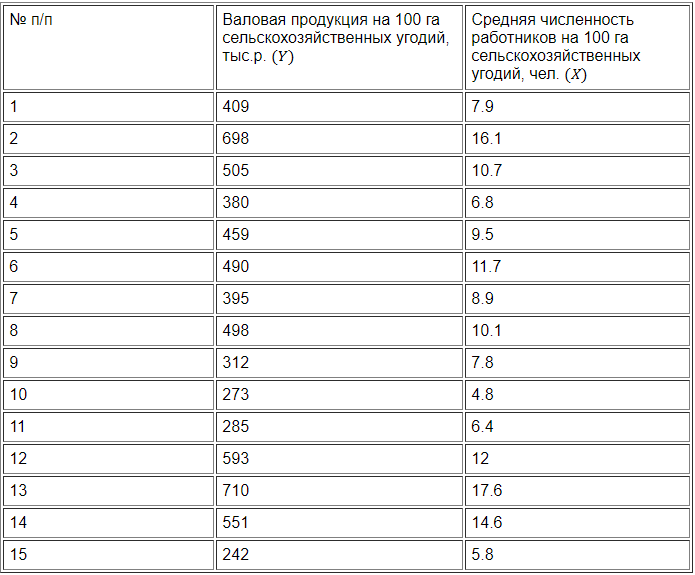 № п/п Валовая продукция на 100 га сельскохозяйственных угодий, тыс.р. (Y) Средняя численность работников на 100 га сельскохозяйственных угодий, чел. (X)
1 409 7.9
2 698 16.1
3 505 10.7
4 380 6.8
5 459 9.5
6 490 11.7
7 395 8.9
8 498 10.1
9 312 7.8
10 273 4.8
11 285 6.4
12 593 12
13 710 17.6
14 551 14.6
15 242 5.8